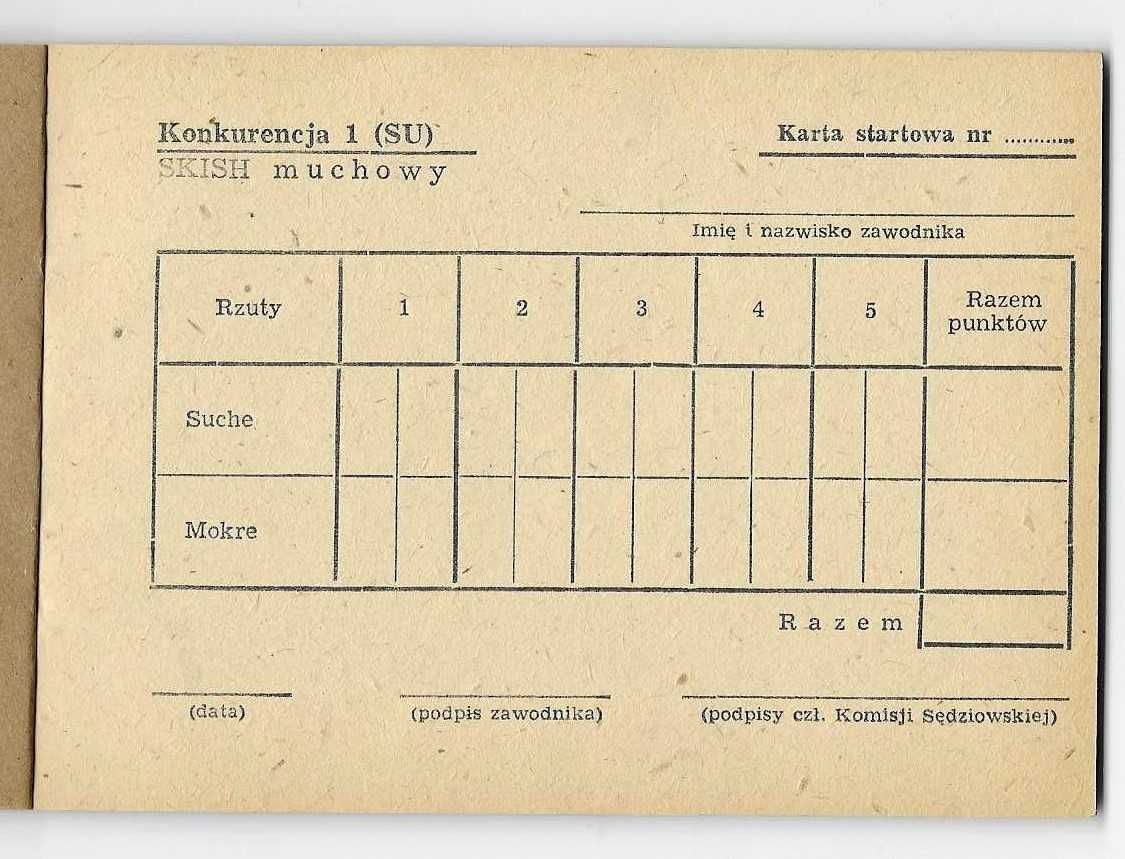 Konkurencja 1 (SU)
Karta startowa nr ............
SKISH muchowy
Imię i nazwisko zawodnika
Rzuty 1 2 3 4 5 Razem punktów
Suche
Mokre
Razem
(data) (podpis zawodnika) (podpisy czł. Komisji Sędziowskiej)